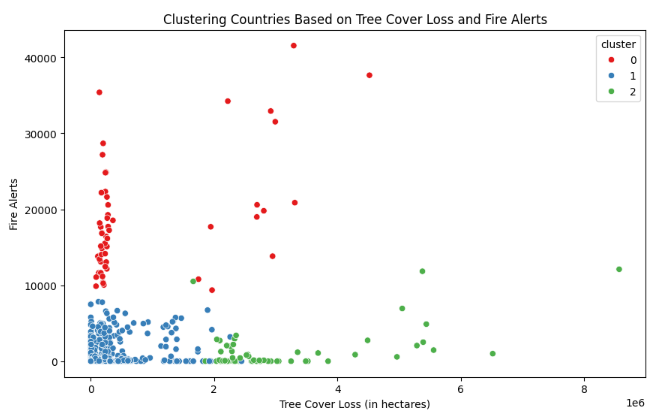 Clustering Countries Based on Tree Cover Loss and Fire Alerts
cluster
0
1
2
40000
30000
20000
10000
0
Fire Alerts
0
2
4
6
8
1e6
Tree Cover Loss (in hectares)